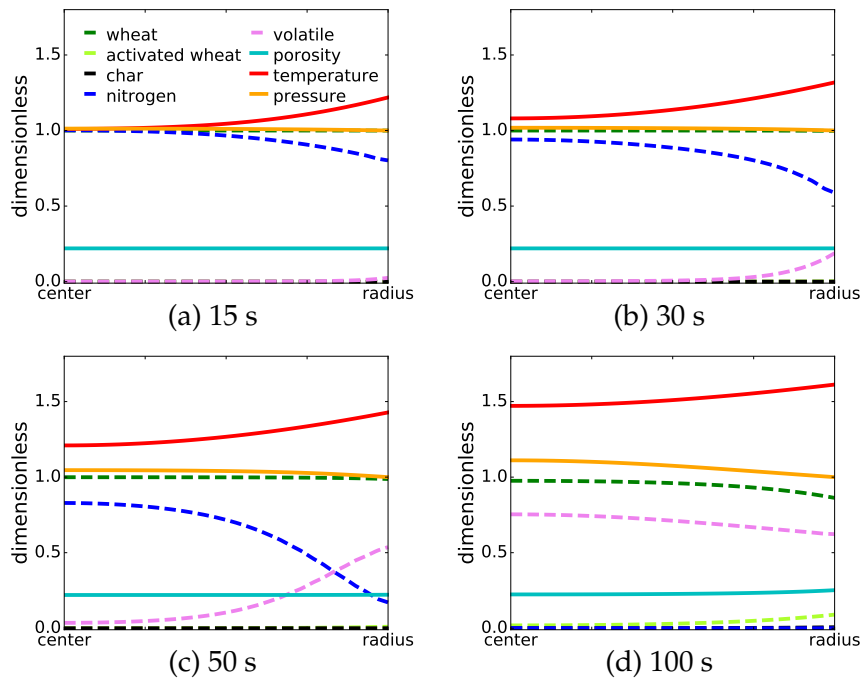 wheat
activated wheat
char
nitrogen
volatile
porosity
temperature
pressure
dimensionless
1.5
1.0
0.5
0.0
center
radius
(a) 15 s
dimensionless
1.5
1.0
0.5
0.0
center
radius
(b) 30 s
dimensionless
1.5
1.0
0.5
0.0
center
radius
(c) 50 s
dimensionless
1.5
1.0
0.5
0.0
center
radius
(d) 100 s